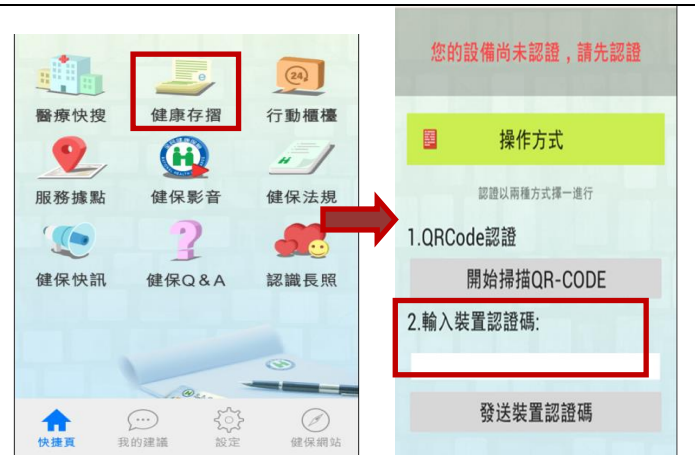 醫療快搜
健康存摺
24
行動櫃檯
服務據點
健保影音
健保法規
健保快訊
健保Q&A
認識長照
快捷頁
我的建議
設定
健保網站
您的設備尚未認證，請先認證
操作方式
認證以兩種方式擇一進行
1.QRCode認證
開始掃描QR-CODE
2.輸入裝置認證碼:
發送裝置認證碼